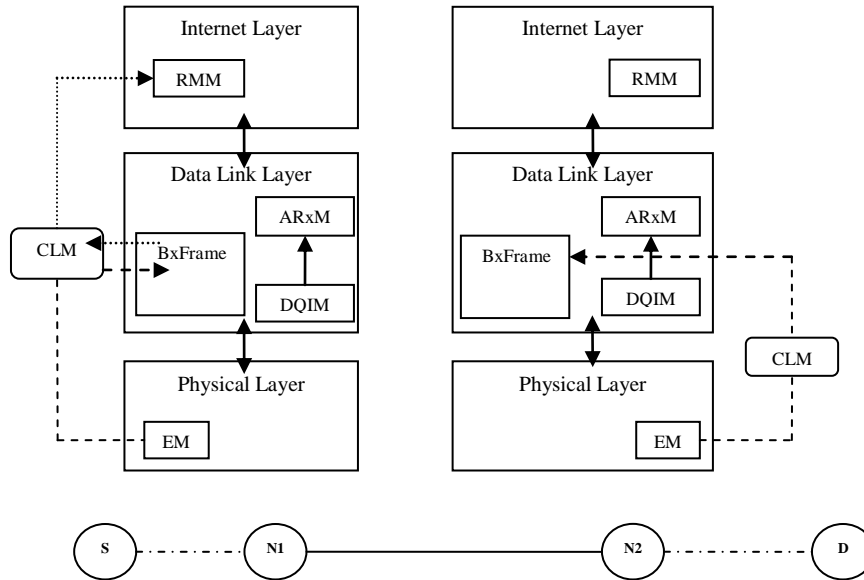 Internet Layer
RMM
Data Link Layer
ARxM
CLM
BxFrame
DQIM
Physical Layer
EM
Internet Layer
RMM
Data Link Layer
ARxM
BxFrame
DQIM
CLM
Physical Layer
EM
S
N1
N2
D